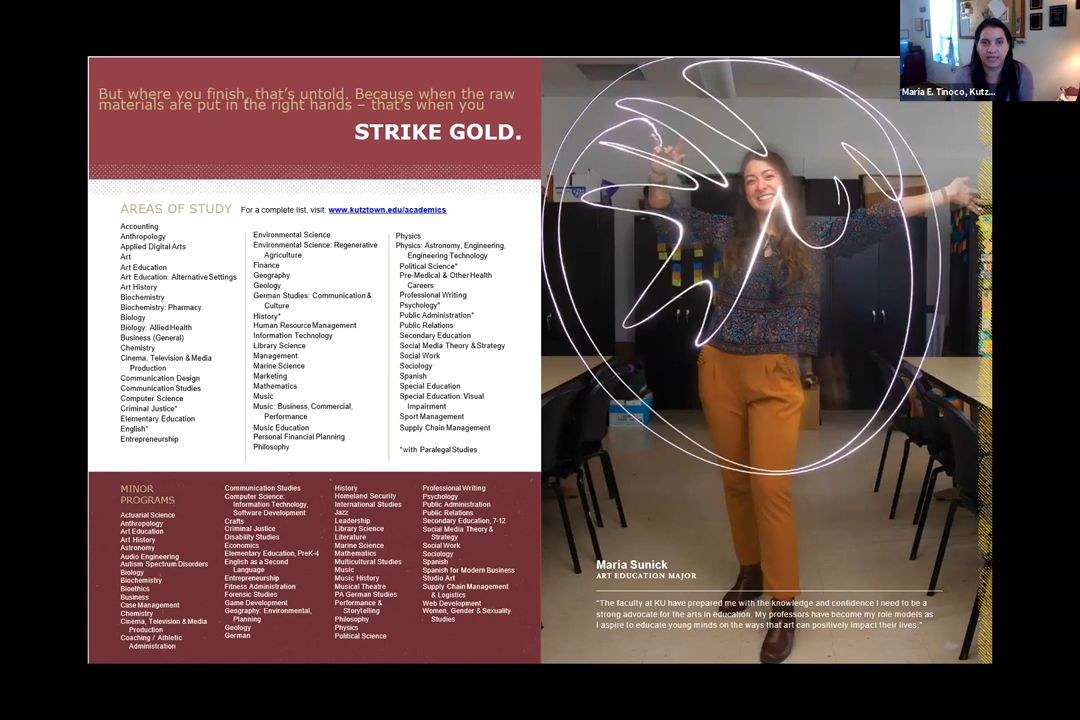 But where you finish, that's untold. Because when the raw
materials are put in the right hands – that's when you
STRIKE GOLD.
AREAS OF STUDY For a complete list, visit: www.kutztown.edu/academics
Accounting
Anthropology
Applied Digital Arts
Art
Art Education
Art Education: Alternative Settings
Art History
Biochemistry
Biochemistry: Pharmacy
Biology
Biology: Allied Health
Business (General)
Chemistry
Cinema, Television & Media
Production
Communication Design
Communication Studies
Computer Science
Criminal Justice*
Elementary Education
English*
Entrepreneurship
Environmental Science
Environmental Science: Regenerative
Agriculture
Finance
Geography
Geology
German Studies: Communication &
Culture
History*
Human Resource Management
Information Technology
Library Science
Management
Marine Science
Marketing
Mathematics
Music
Music: Business, Commercial,
Performance
Music Education
Personal Financial Planning
Philosophy
Physics
Physics: Astronomy, Engineering,
Engineering Technology
Political Science*
Pre-Medical & Other Health
Careers
Professional Writing
Psychology*
Public Administration*
Public Relations
Secondary Education
Social Media Theory & Strategy
Social Work
Sociology
Spanish
Special Education
Special Education: Visual
Impairment
Sport Management
Supply Chain Management
*with Paralegal Studies
MINOR
PROGRAMS
Actuarial Science
Anthropology
Art Education
Art History
Astronomy
Audio Engineering
Autism Spectrum Disorders
Biology
Biochemistry
Bioethics
Business
Case Management
Chemistry
Cinema, Television & Media
Production
Coaching / Athletic
Administration
Communication Studies
Computer Science:
Information Technology,
Software Development
Crafts
Criminal Justice
Disability Studies
Economics
Elementary Education, PreK-4
English as a Second
Language
Entrepreneurship
Fitness Administration
Forensic Studies
Game Development
Geography: Environmental,
Planning
Geology
German
History
Homeland Security
International Studies
Jazz
Leadership
Library Science
Literature
Marine Science
Mathematics
Multicultural Studies
Music
Music History
Musical Theatre
PA German Studies
Performance &
Storytelling
Philosophy
Physics
Political Science
Professional Writing
Psychology
Public Administration
Public Relations
Secondary Education, 7-12
Social Media Theory &
Strategy
Social Work
Sociology
Spanish
Spanish for Modern Business
Studio Art
Supply Chain Management
& Logistics
Web Development
Women, Gender & Sexuality
Studies
Maria Sunick
ART EDUCATION MAJOR
"The faculty at KU have prepared me with the knowledge and confidence I need to be a
strong advocate for the arts in education. My professors have become my role models as
I aspire to educate young minds on the ways that art can positively impact their lives."
Maria E. Tinoco, Kutz...